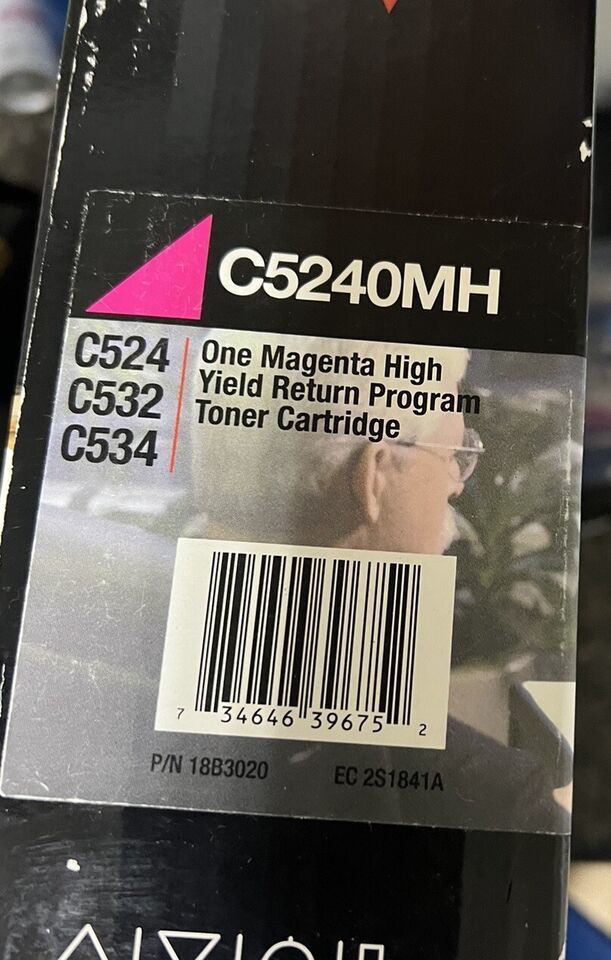 C5240MH
C524
C532
C534
One Magenta High
Yield Return Program
Toner Cartridge
7 34646 39675 2
P/N 18B3020 EC 2S1841A